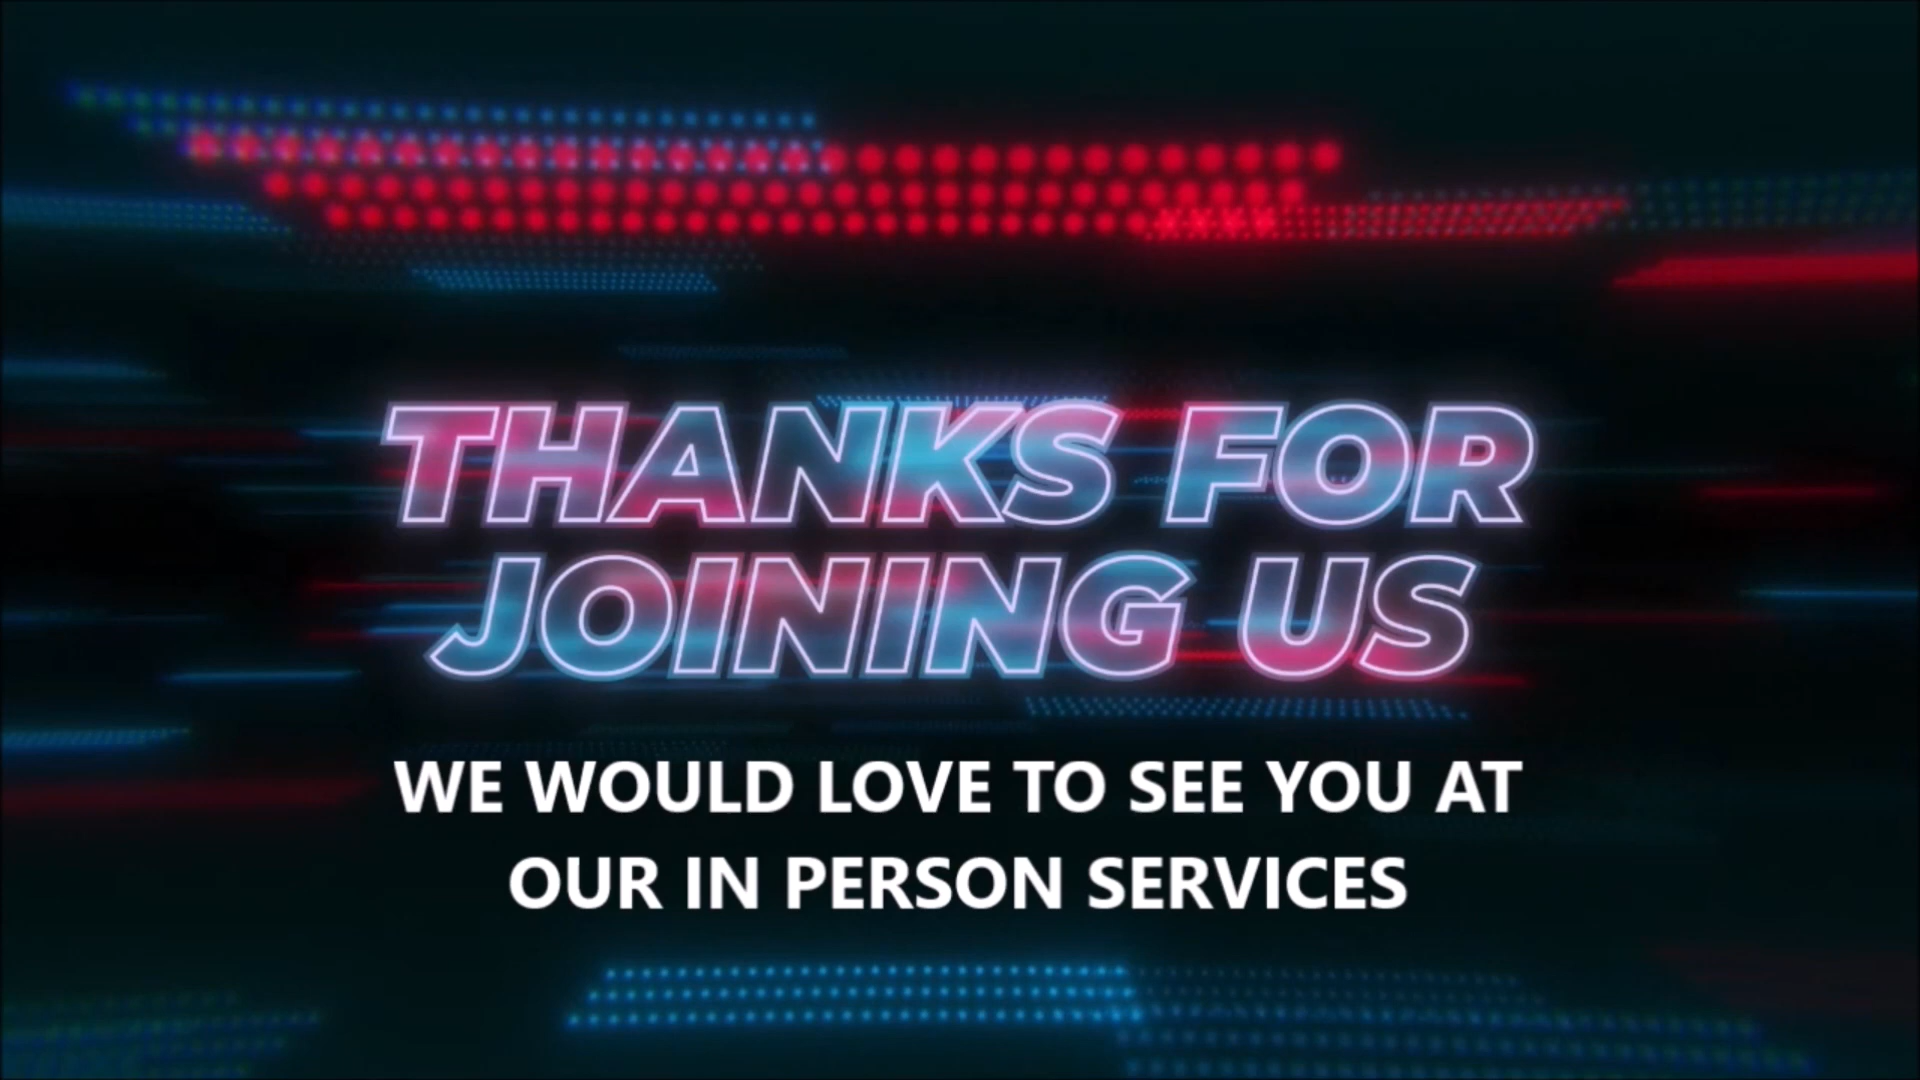 THANKS FOR
JOINING US
WE WOULD LOVE TO SEE YOU AT
OUR IN PERSON SERVICES